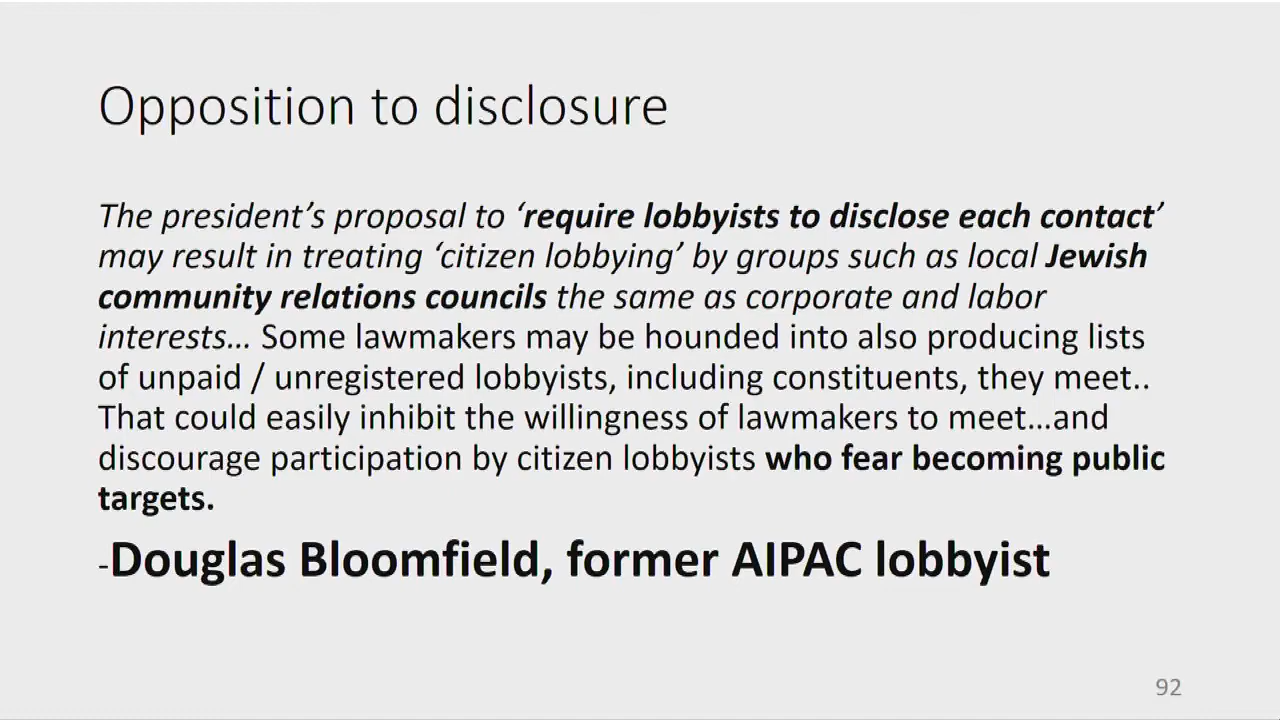 Opposition to disclosure
The president’s proposal to ‘require lobbyists to disclose each contact’
may result in treating ‘citizen lobbying’ by groups such as local Jewish
community relations councils the same as corporate and labor
interests… Some lawmakers may be hounded into also producing lists
of unpaid / unregistered lobbyists, including constituents, they meet..
That could easily inhibit the willingness of lawmakers to meet…and
discourage participation by citizen lobbyists who fear becoming public
targets.
-Douglas Bloomfield, former AIPAC lobbyist
92